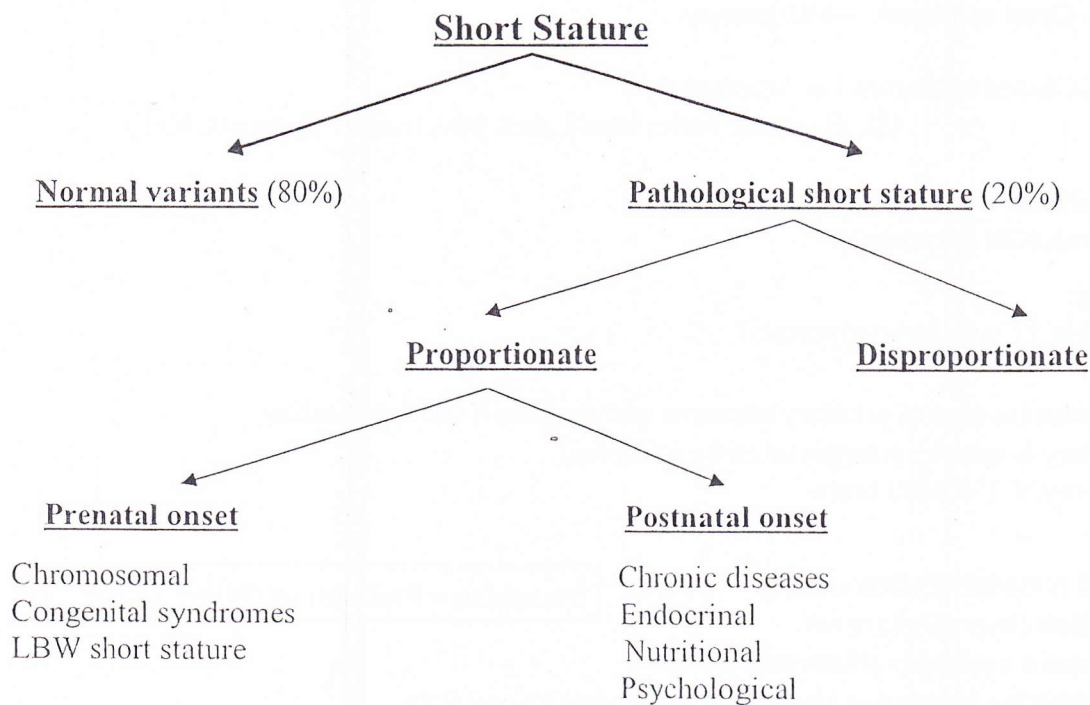 Short Stature
Normal variants (80%)
Pathological short stature (20%)
Proportionate
Disproportionate
Prenatal onset
Chromosomal
Congenital syndromes
LBW short stature
Postnatal onset
Chronic diseases
Endocrinal
Nutritional
Psychological